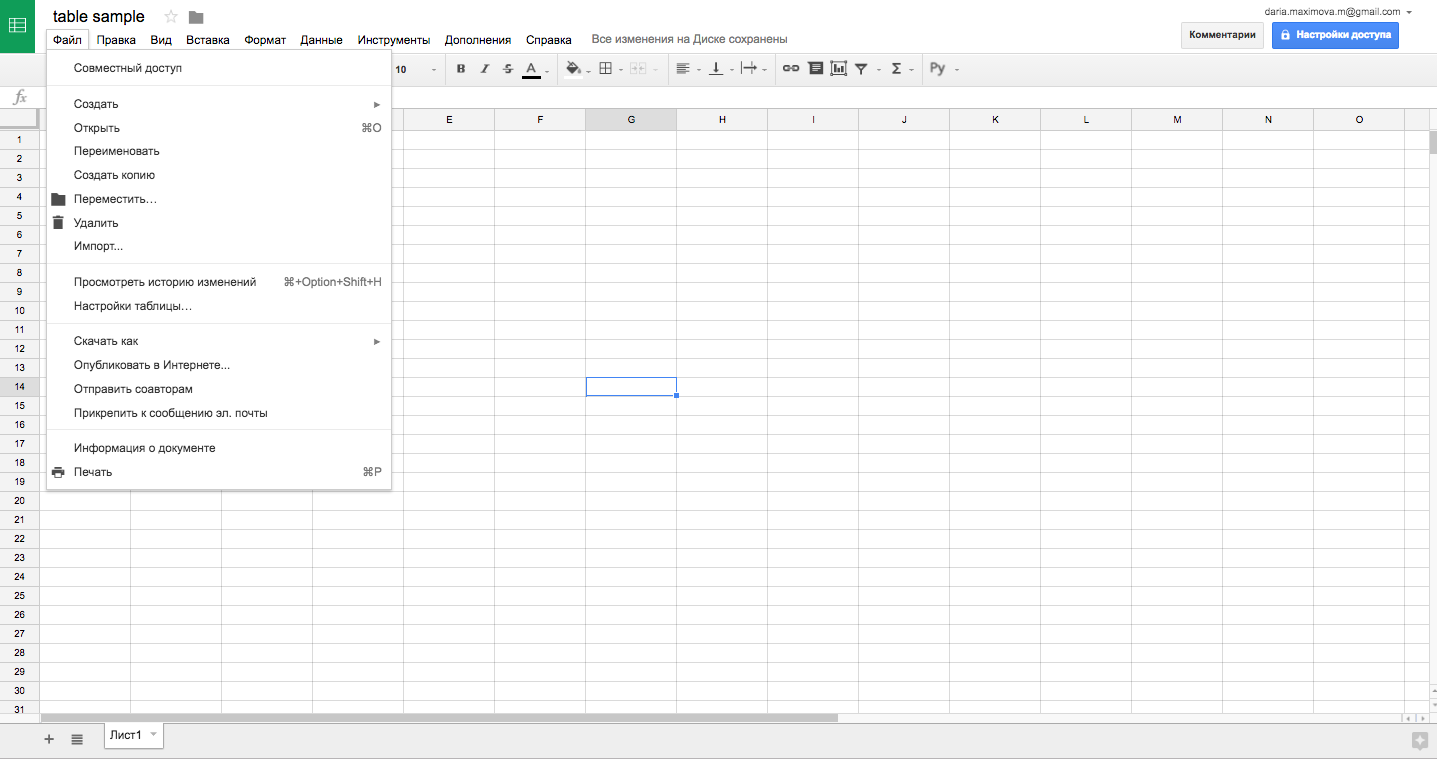 table sample
daria.maximova.m@gmail.com
Файл Правка Вид Вставка Формат Данные Инструменты Дополнения Справка Все изменения на Диске сохранены
Комментарии Настройки доступа
10 B I S A Σ Ру
fx
Совместный доступ
Создать
Открыть ⌘O
Переименовать
Создать копию
Переместить…
Удалить
Импорт...
Просмотреть историю изменений ⌘+Option+Shift+H
Настройки таблицы…
Скачать как
Опубликовать в Интернете...
Отправить соавторам
Прикрепить к сообщению эл. почты
Информация о документе
Печать ⌘P
E F G H I J K L M N O
1
2
3
4
5
6
7
8
9
10
11
12
13
14
15
16
17
18
19
20
21
22
23
24
25
26
27
28
29
30
31
Лист1